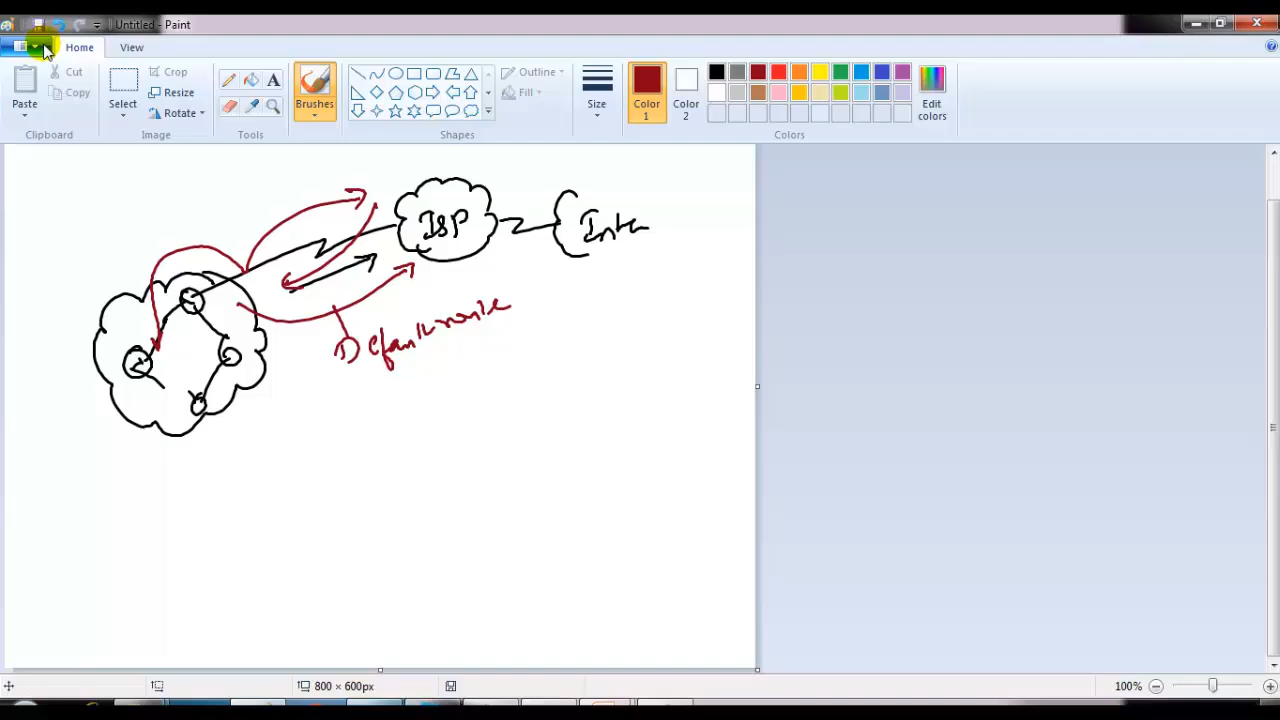 Untitled - Paint
Home View
Paste Cut Copy Select Crop Resize Rotate Brushes Outline Fill Size Color 1 Color 2 Edit colors
Clipboard Image Tools Shapes Colors
ISP Inte
Default route
800 × 600px 100%